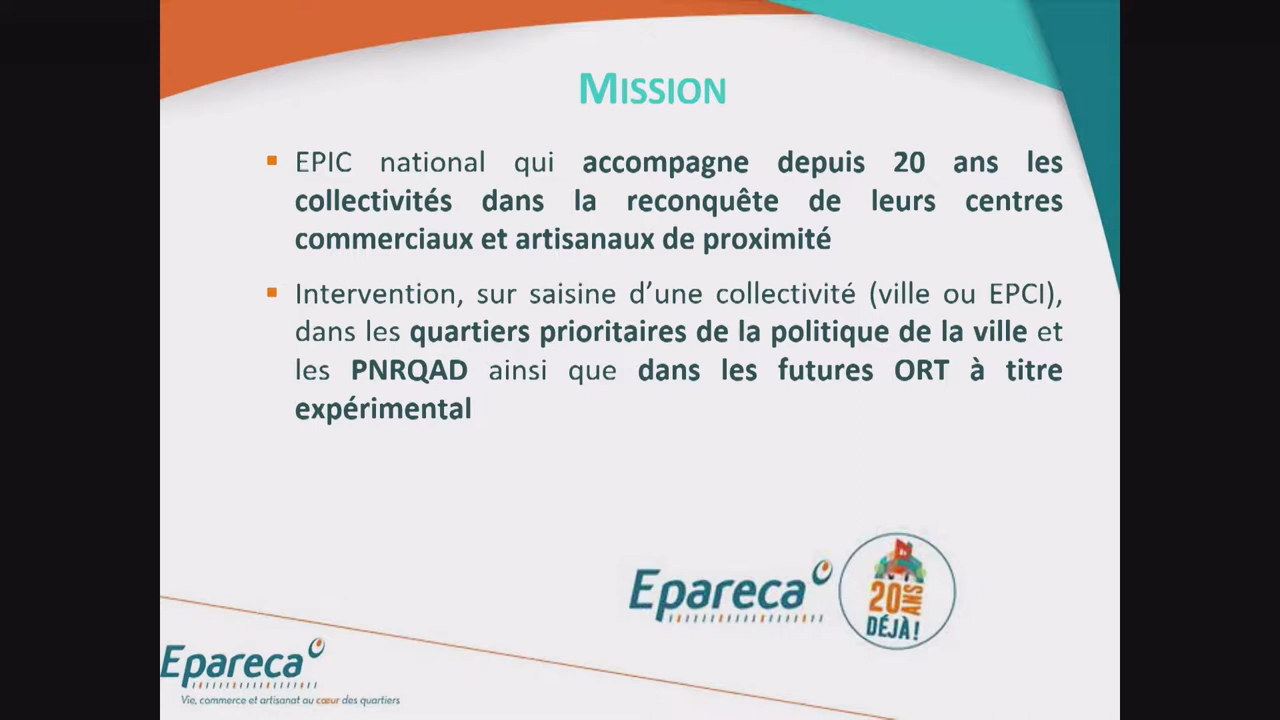 MISSION
EPIC national qui accompagne depuis 20 ans les
collectivités dans la reconquête de leurs centres
commerciaux et artisanaux de proximité
Intervention, sur saisine d’une collectivité (ville ou EPCI),
dans les quartiers prioritaires de la politique de la ville et
les PNRQAD ainsi que dans les futures ORT à titre
expérimental
Epareca
20 ANS
DÉJÀ!
Epareca
Vie, commerce et artisanat au cœur des quartiers